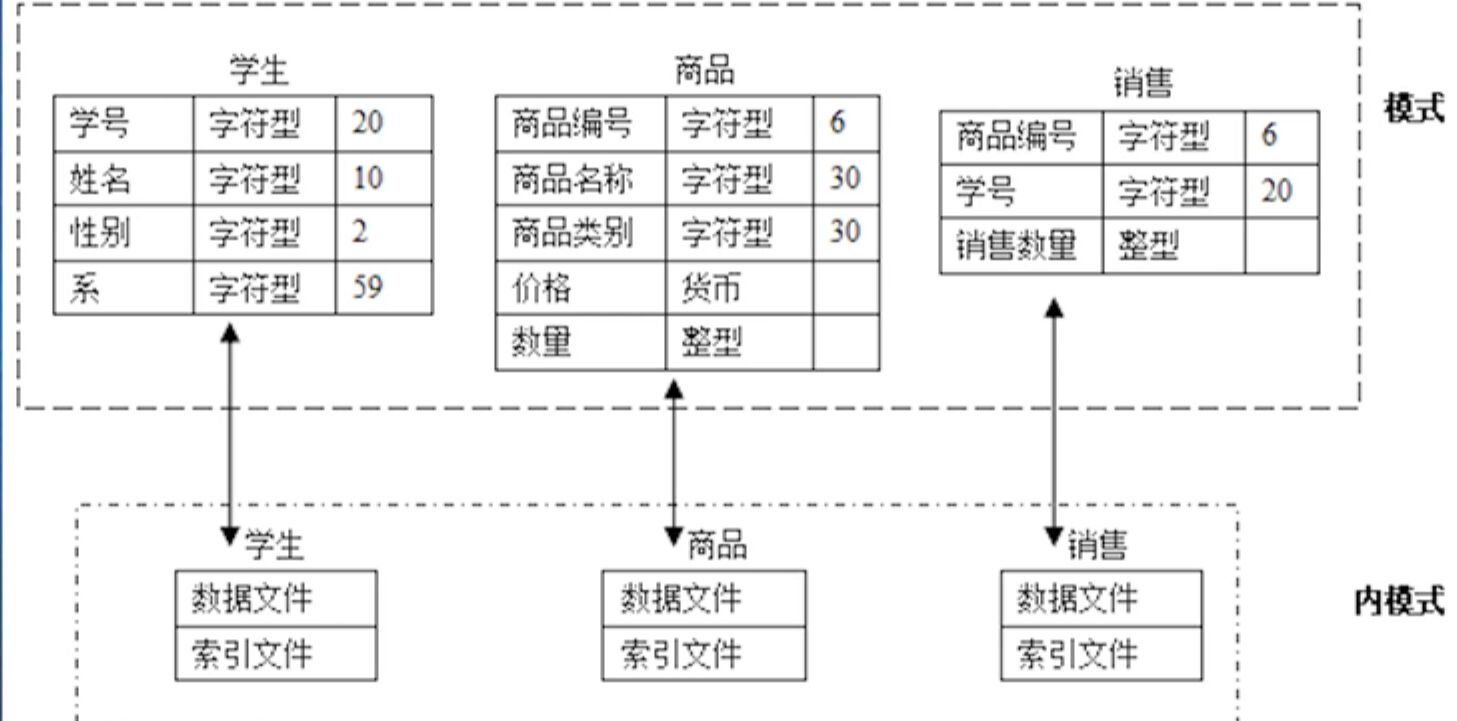 学生
学号 字符型 20
姓名 字符型 10
性别 字符型 2
系 字符型 59
商品
商品编号 字符型 6
商品名称 字符型 30
商品类别 字符型 30
价格 货币
数量 整型
销售
商品编号 字符型 6
学号 字符型 20
销售数量 整型
模式
学生
数据文件
索引文件
商品
数据文件
索引文件
销售
数据文件
索引文件
内模式